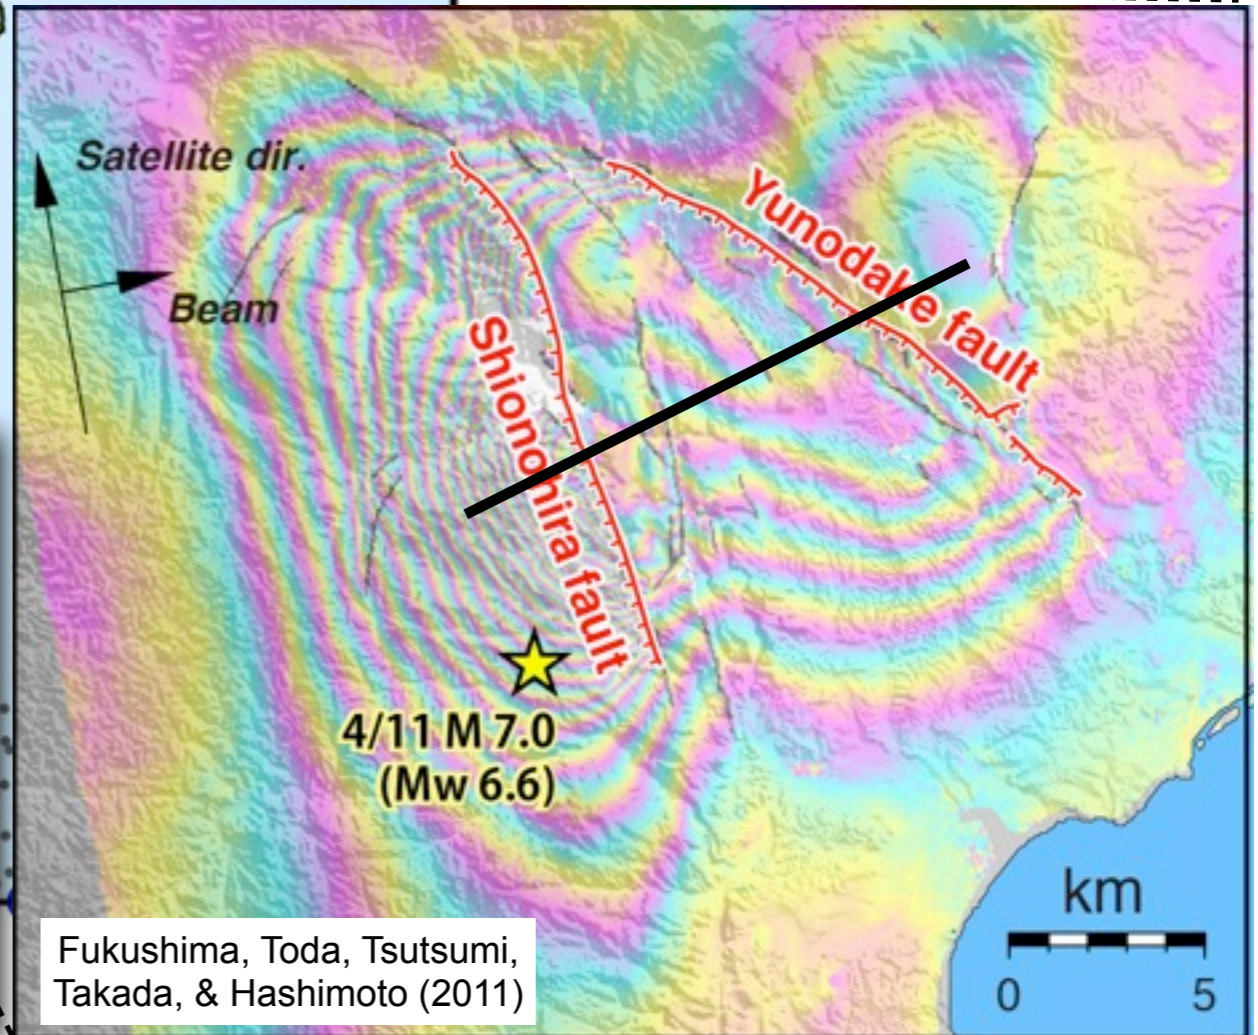 Satellite dir.
Beam
Yunodake fault
Shionohira fault
4/11 M 7.0
(Mw 6.6)
km
0 5
Fukushima, Toda, Tsutsumi,
Takada, & Hashimoto (2011)